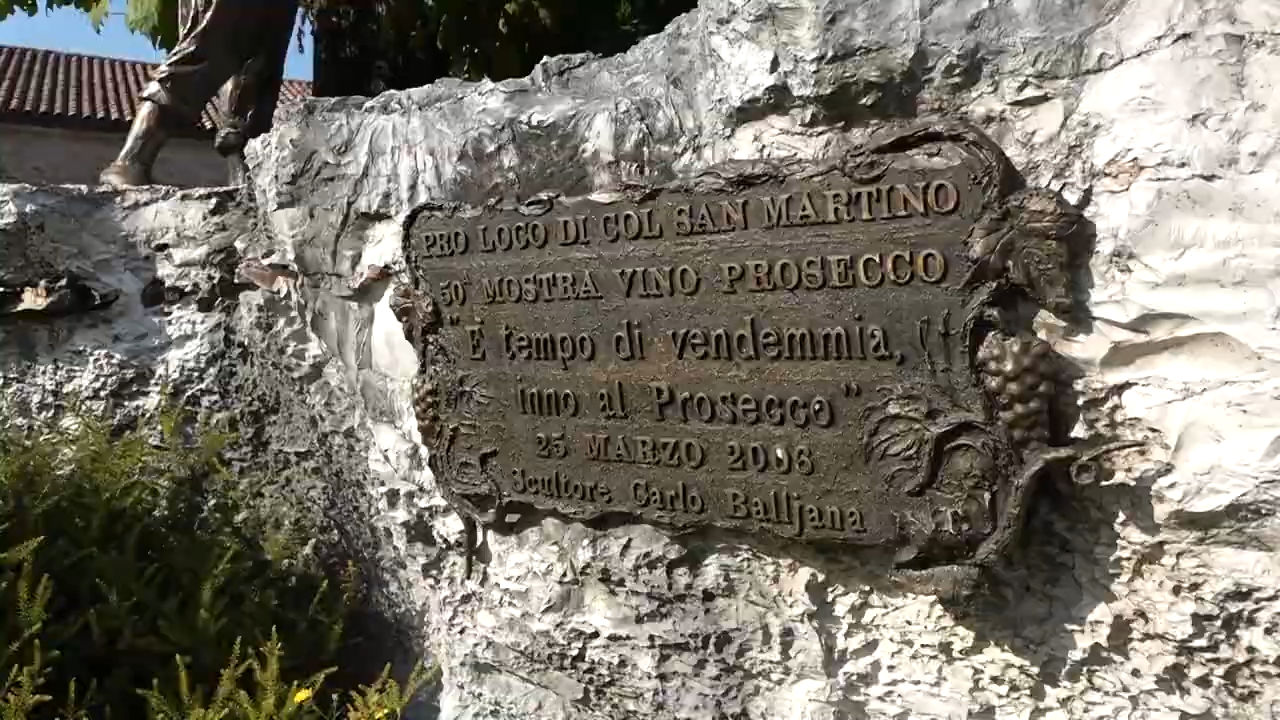 PRO LOCO DI COL SAN MARTINO
50° MOSTRA VINO PROSECCO
"È tempo di vendemmia,
inno al Prosecco"
25 MARZO 2006
Scultore Carlo Balljana